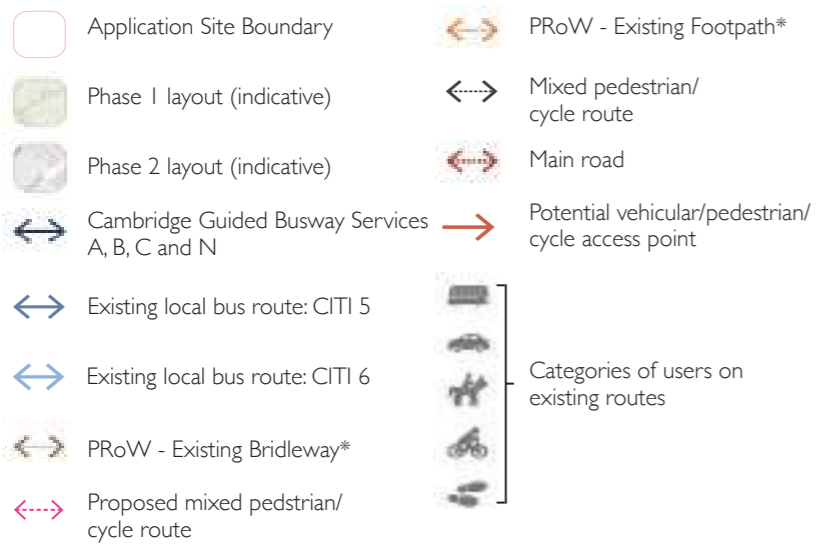 Application Site Boundary
Phase 1 layout (indicative)
Phase 2 layout (indicative)
Cambridge Guided Busway Services
A, B, C and N
Existing local bus route: CITI 5
Existing local bus route: CITI 6
PRoW - Existing Bridleway*
Proposed mixed pedstrian/
cycle route
PRoW - Existing Footpath*
Mixed pedestrian/
cycle route
Main road
Potential vehicular/pedestrian/
cycle access point
Categories of users on
existing routes